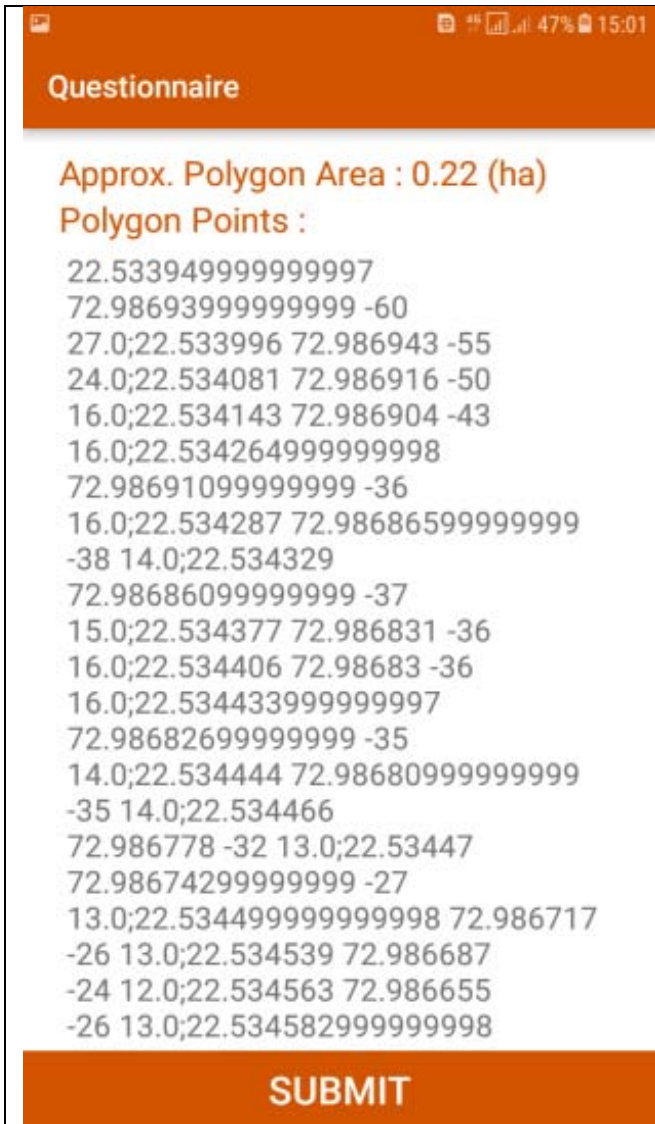 47% 15:01
Questionnaire
Approx. Polygon Area : 0.22 (ha)
Polygon Points :
22.533949999999997
72.98693999999999 -60
27.0;22.533996 72.986943 -55
24.0;22.534081 72.986916 -50
16.0;22.534143 72.986904 -43
16.0;22.534264999999998
72.98691099999999 -36
16.0;22.534287 72.98686599999999
-38 14.0;22.534329
72.98686099999999 -37
15.0;22.534377 72.986831 -36
16.0;22.534406 72.98683 -36
16.0;22.534433999999997
72.98682699999999 -35
14.0;22.534444 72.98680999999999
-35 14.0;22.534466
72.986778 -32 13.0;22.53447
72.98674299999999 -27
13.0;22.534499999999998 72.986717
-26 13.0;22.534539 72.986687
-24 12.0;22.534563 72.986655
-26 13.0;22.534582999999998
SUBMIT